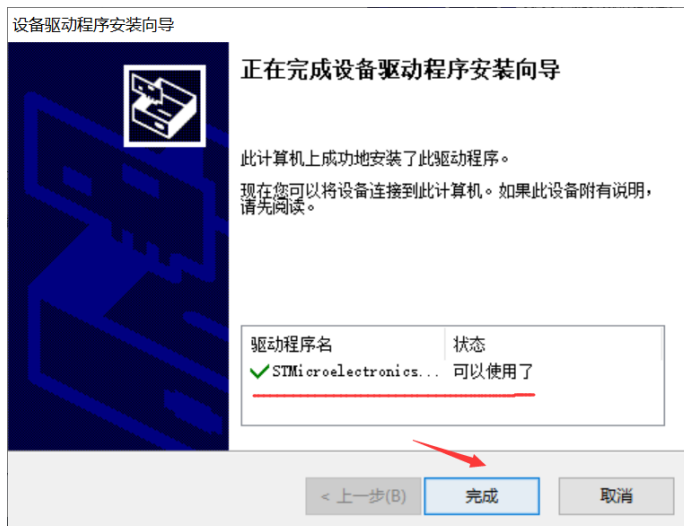 设备驱动程序安装向导
正在完成设备驱动程序安装向导
此计算机上成功地安装了此驱动程序。
现在您可以将设备连接到此计算机。如果此设备附有说明，
请先阅读。
驱动程序名 状态
STMicroelectronics... 可以使用了
< 上一步(B) 完成 取消